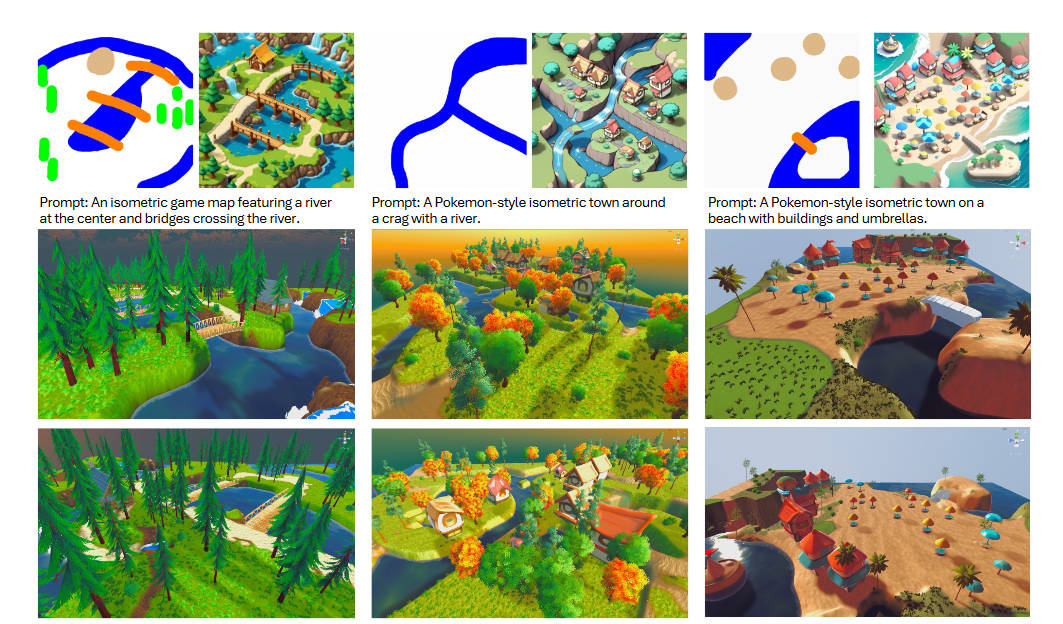 Prompt: An isometric game map featuring a river
at the center and bridges crossing the river.
Prompt: A Pokemon-style isometric town around
a crag with a river.
Prompt: A Pokemon-style isometric town on a
beach with buildings and umbrellas.